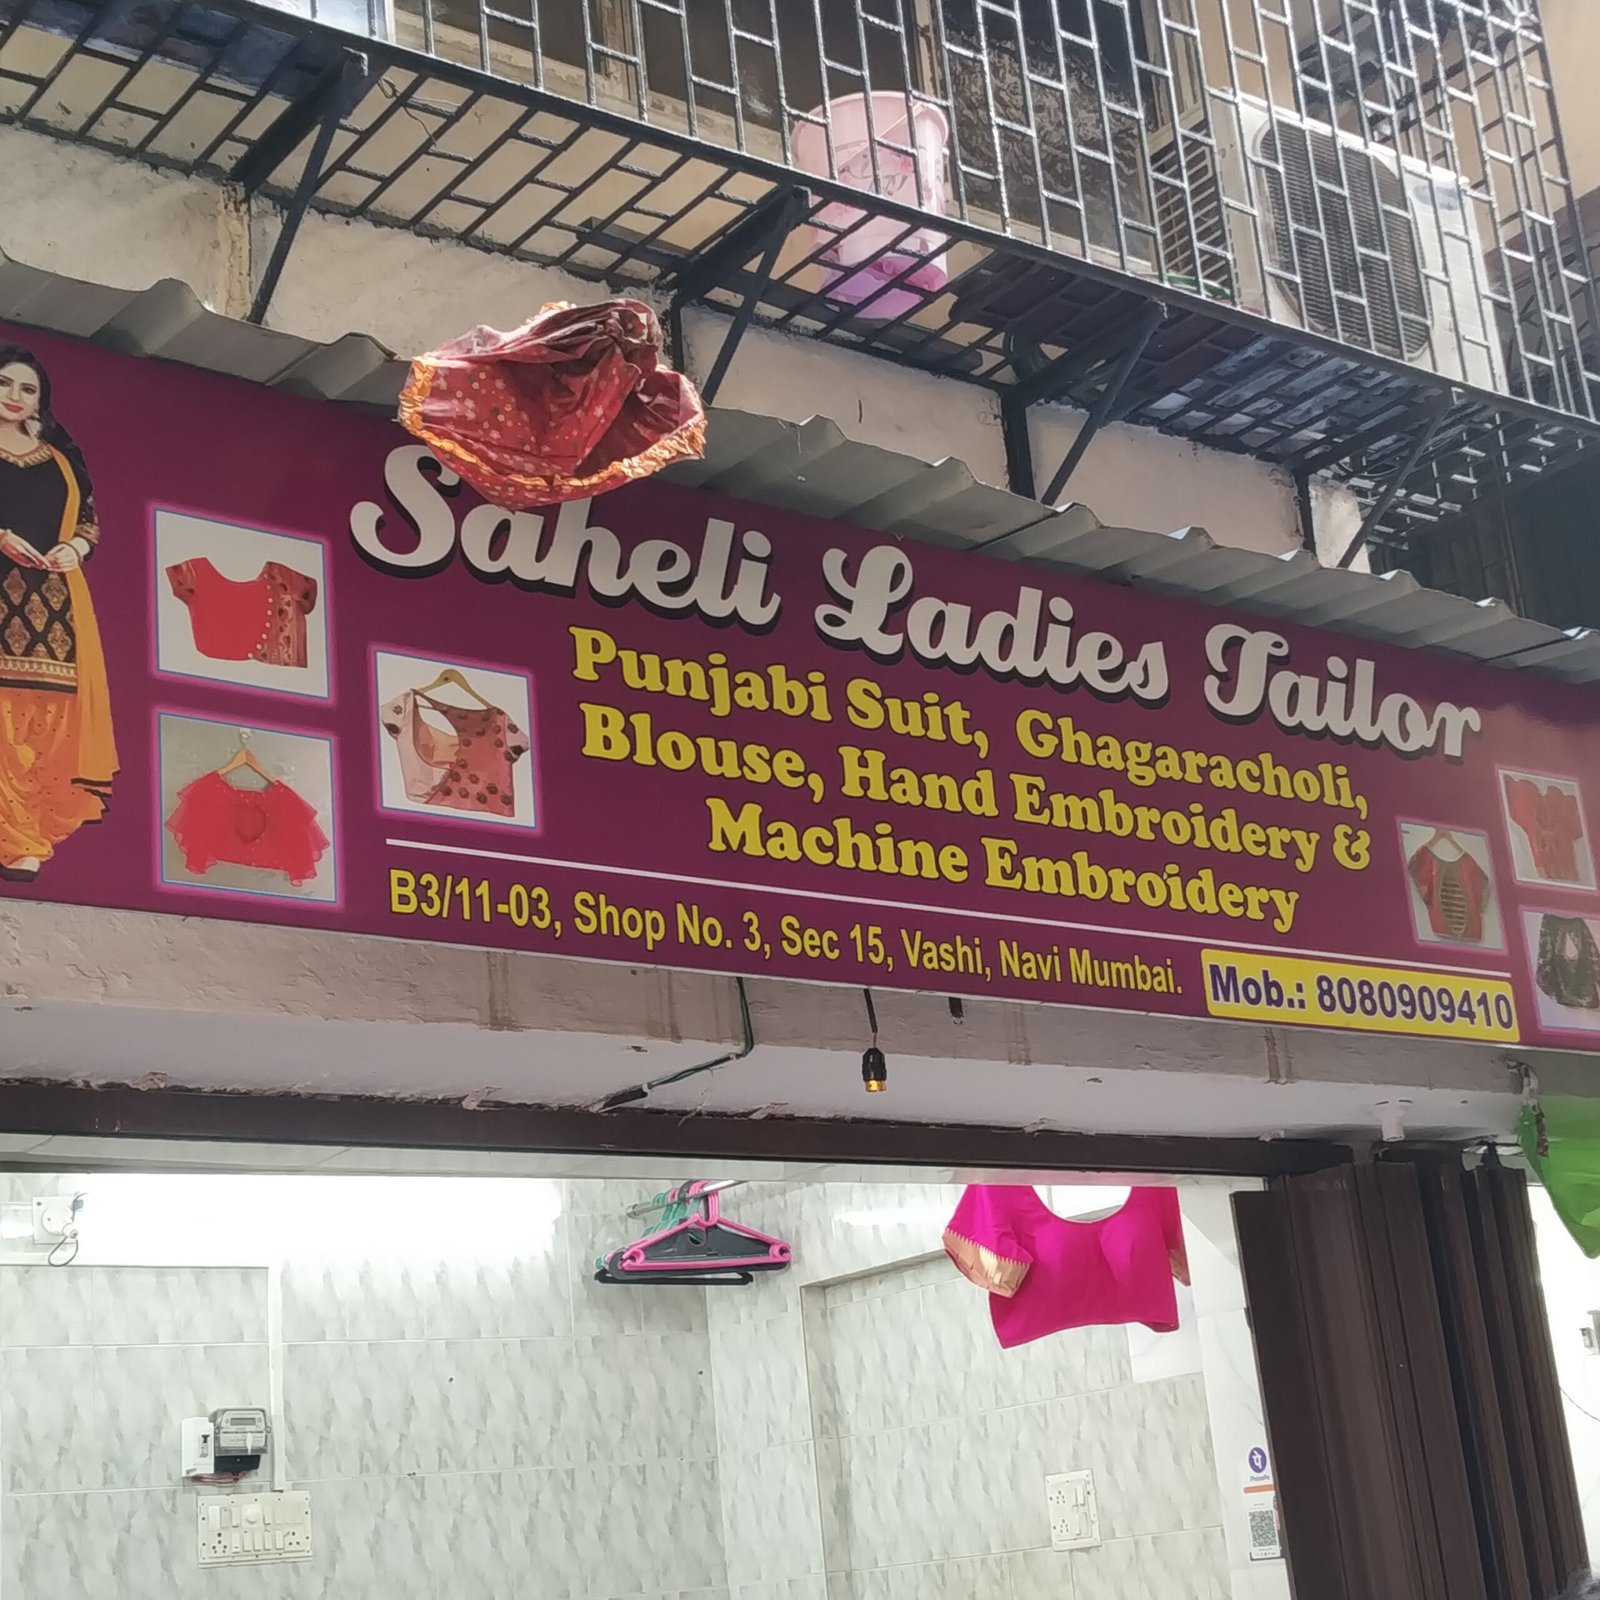 Saheli Ladies Tailor
Punjabi Suit, Ghagaracholi,
Blouse, Hand Embroidery &
Machine Embroidery
B3/11-03, Shop No. 3, Sec 15, Vashi, Navi Mumbai.
Mob.: 8080909410
पे
PhonePe